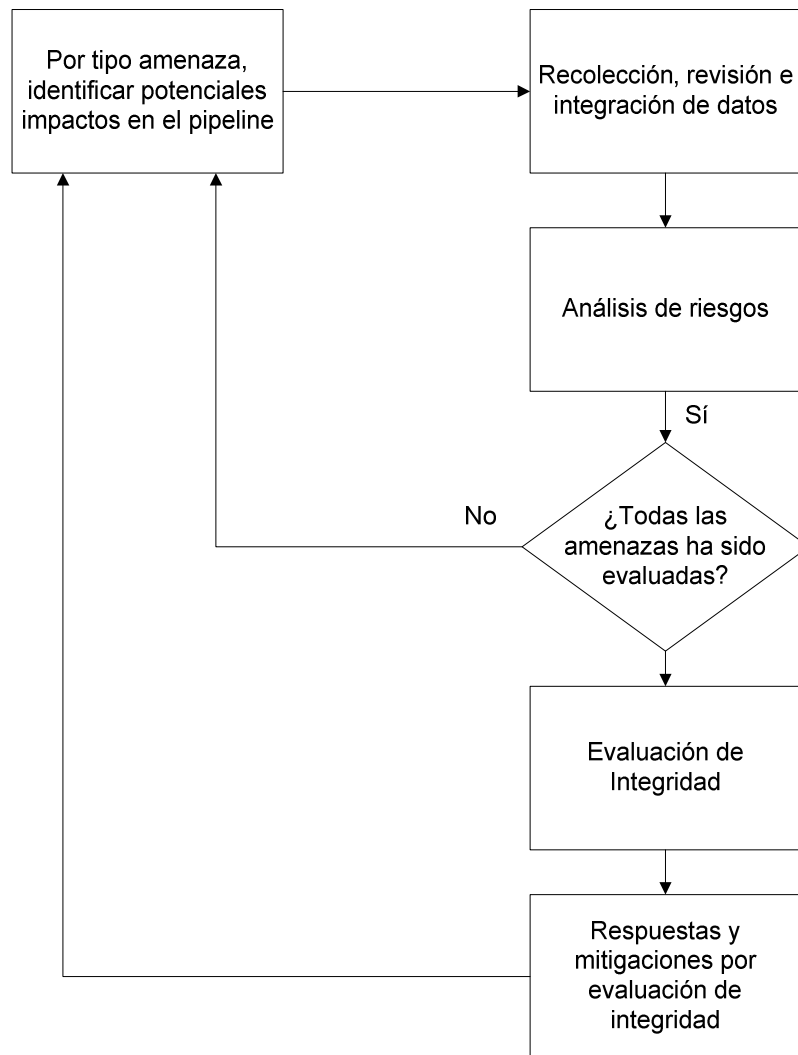 Por tipo amenaza,
identificar potenciales
impactos en el pipeline
Recolección, revisión e
integración de datos
Análisis de riesgos
Sí
No
¿Todas las
amenazas ha sido
evaluadas?
Evaluación de
Integridad
Respuestas y
mitigaciones por
evaluación de
integridad